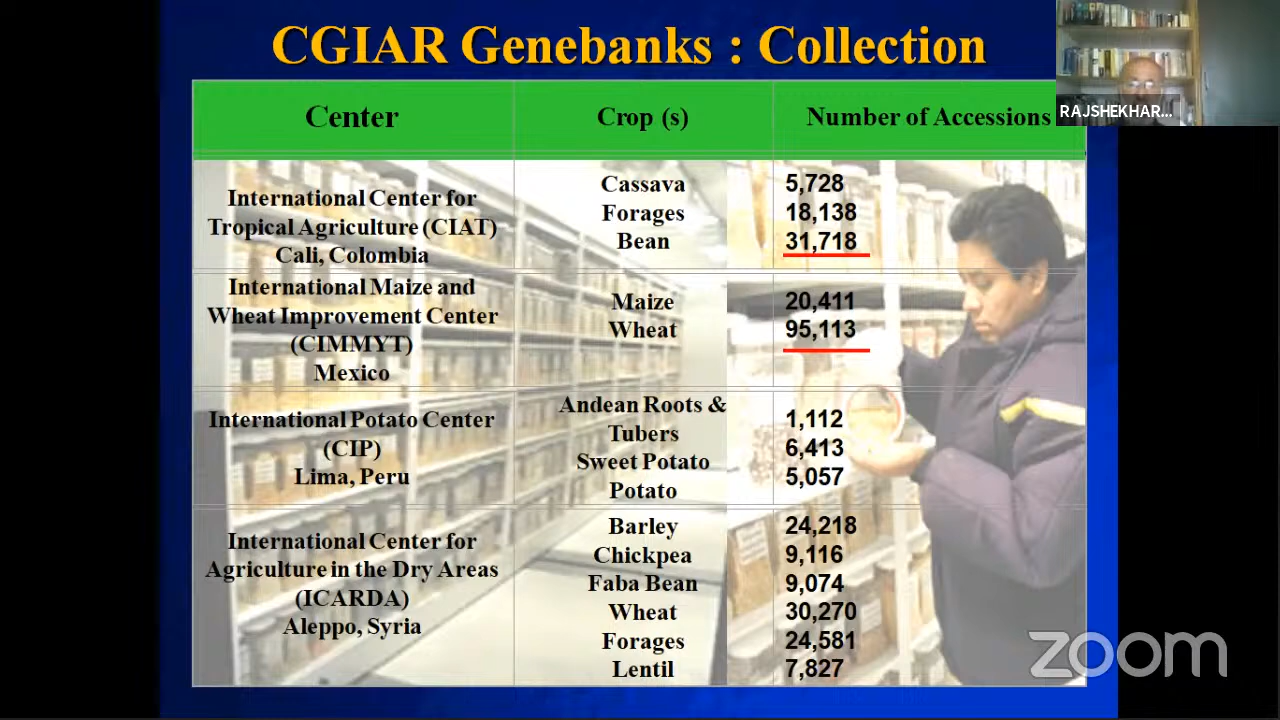 CGIAR Genebanks : Collection
RAJSHEKHAR...
Center
Crop (s)
Number of Accessions
International Center for
Tropical Agriculture (CIAT)
Cali, Colombia
Cassava
Forages
Bean
5,728
18,138
31,718
International Maize and
Wheat Improvement Center
(CIMMYT)
Mexico
Maize
Wheat
20,411
95,113
International Potato Center
(CIP)
Lima, Peru
Andean Roots &
Tubers
Sweet Potato
Potato
1,112
6,413
5,057
International Center for
Agriculture in the Dry Areas
(ICARDA)
Aleppo, Syria
Barley
Chickpea
Faba Bean
Wheat
Forages
Lentil
24,218
9,116
9,074
30,270
24,581
7,827
zoom